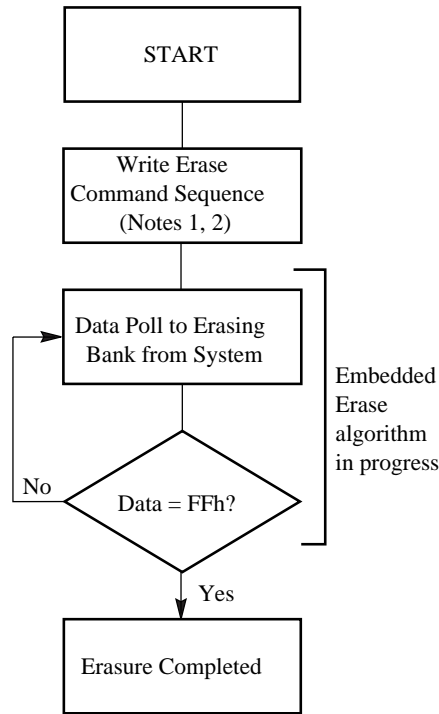 START
Write Erase
Command Sequence
(Notes 1, 2)
Data Poll to Erasing
Bank from System
Embedded
Erase
algorithm
in progress
No
Data = FFh?
Yes
Erasure Completed